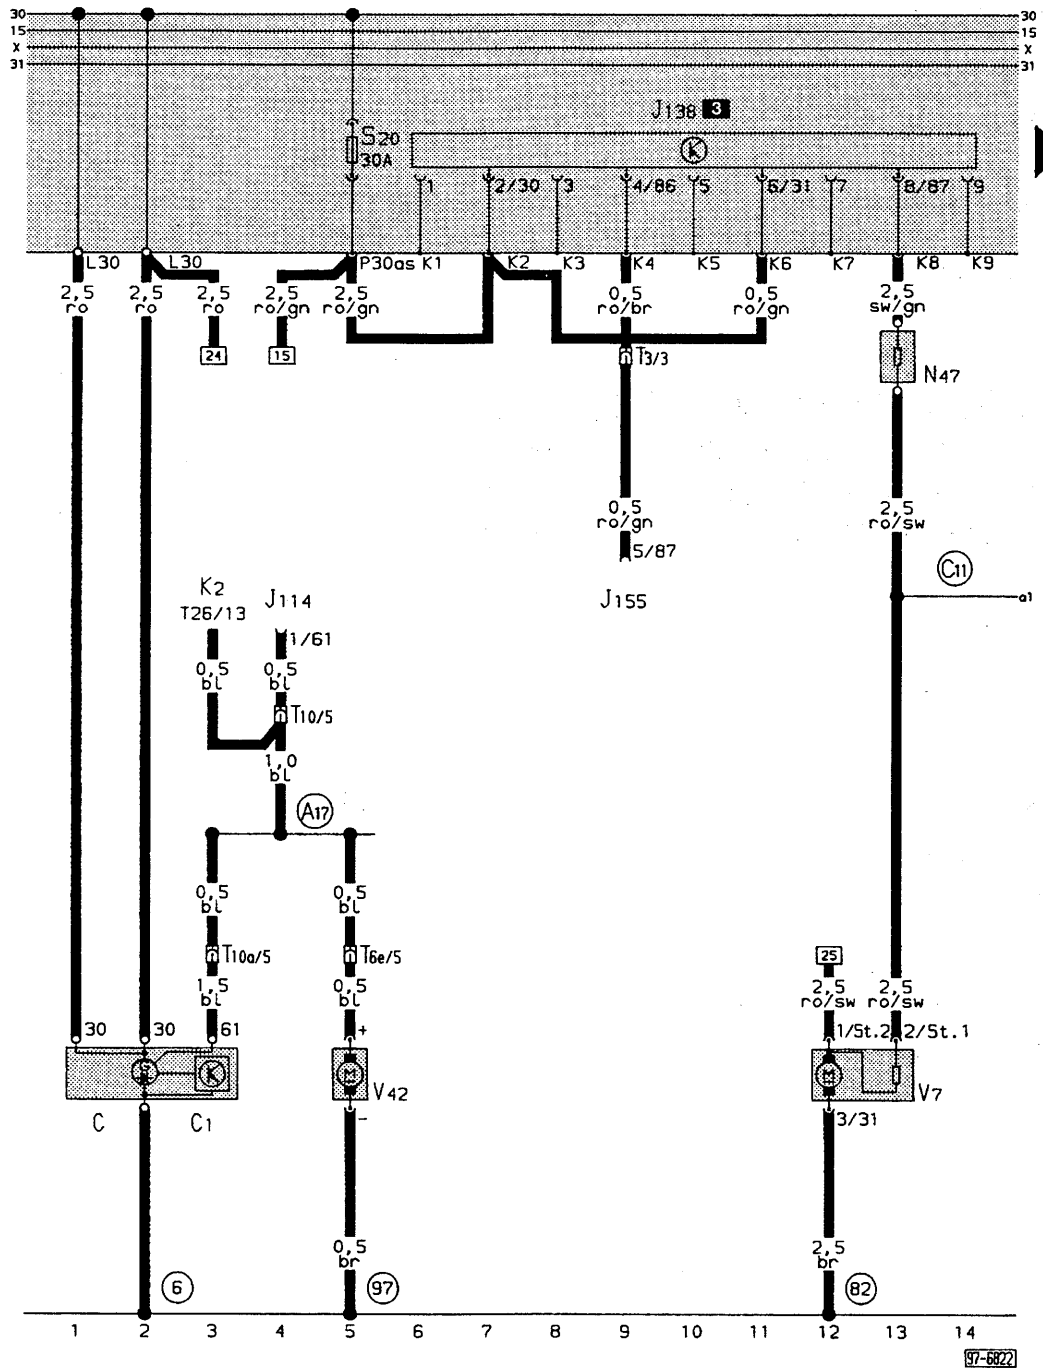 30 30
15 15
X X
31 31
J138 3
S20
30A
K
1 2/30 3 4/86 5 6/31 7 8/87 9
L30 L30 P30as K1 K2 K3 K4 K5 K6 K7 K8 K9
2,5 2,5 2,5 2,5 2,5 0,5 0,5 2,5
ro ro ro ro/gn ro/gn ro/br ro/gn sw/gn
24 15 T3/3
N47
0,5 2,5
ro/gn ro/sw
5/87
C11
K2 J114 J155 a1
T26/13
1/61
0,5 0,5
bl bl
T10/5
1,0
bl
A17
0,5 0,5
bl bl
T10a/5 T6e/5 25
1,5 0,5 2,5 2,5
bl bl ro/sw ro/sw
30 30 61 + 1/St.2 2/St.1
G K M M
V42 V7
C C1 - 3/31
0,5 2,5
br br
6 97 82
1 2 3 4 5 6 7 8 9 10 11 12 13 14
97-6822